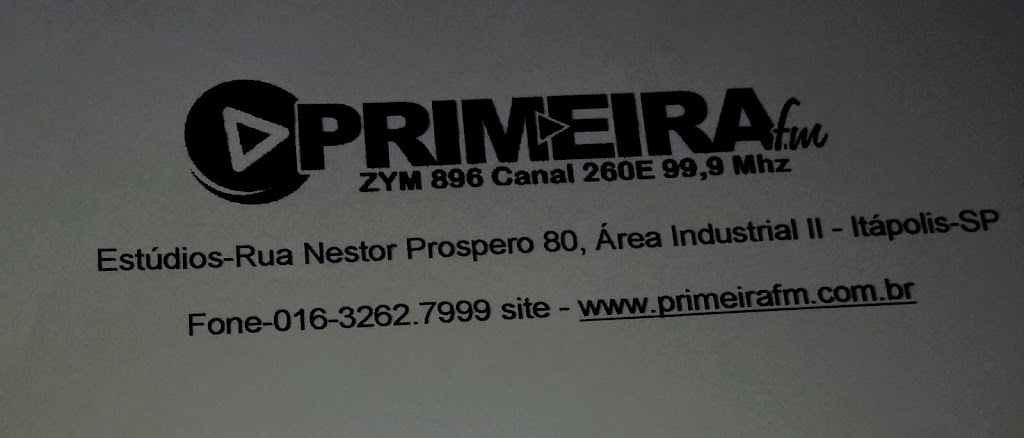 PRIMEIRA fm
ZYM 896 Canal 260E 99,9 Mhz
Estúdios-Rua Nestor Prospero 80, Área Industrial II - Itápolis-SP
Fone-016-3262.7999 site - www.primeirafm.com.br